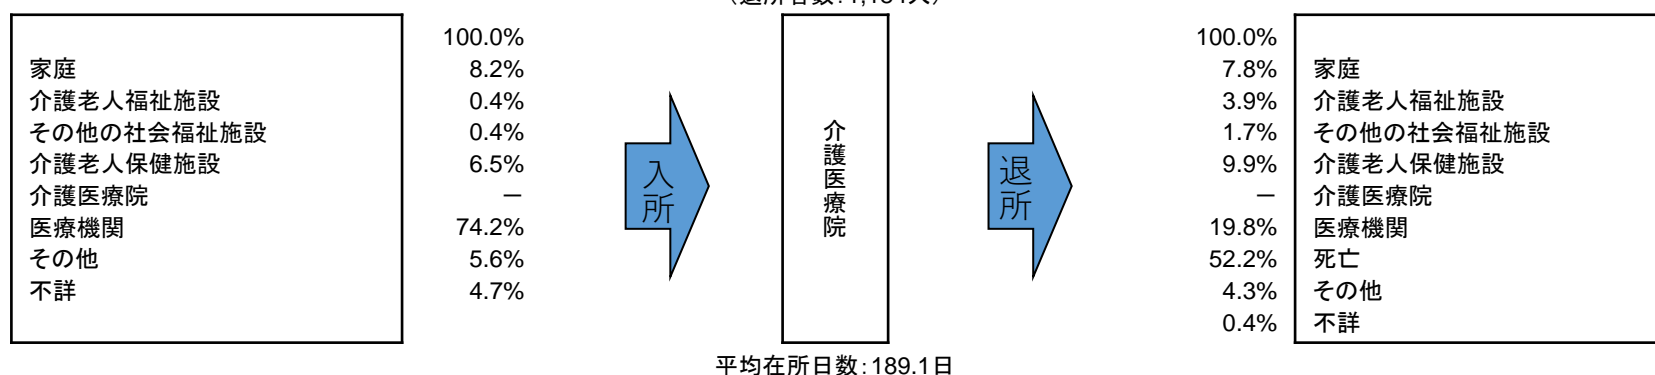 100.0%
家庭 8.2%
介護老人福祉施設 0.4%
その他の社会福祉施設 0.4%
介護老人保健施設 6.5%
介護医療院 －
医療機関 74.2%
その他 5.6%
不詳 4.7%
入所
介護医療院
退所
100.0%
7.8% 家庭
3.9% 介護老人福祉施設
1.7% その他の社会福祉施設
9.9% 介護老人保健施設
－ 介護医療院
19.8% 医療機関
52.2% 死亡
4.3% その他
0.4% 不詳
平均在所日数：189.1日